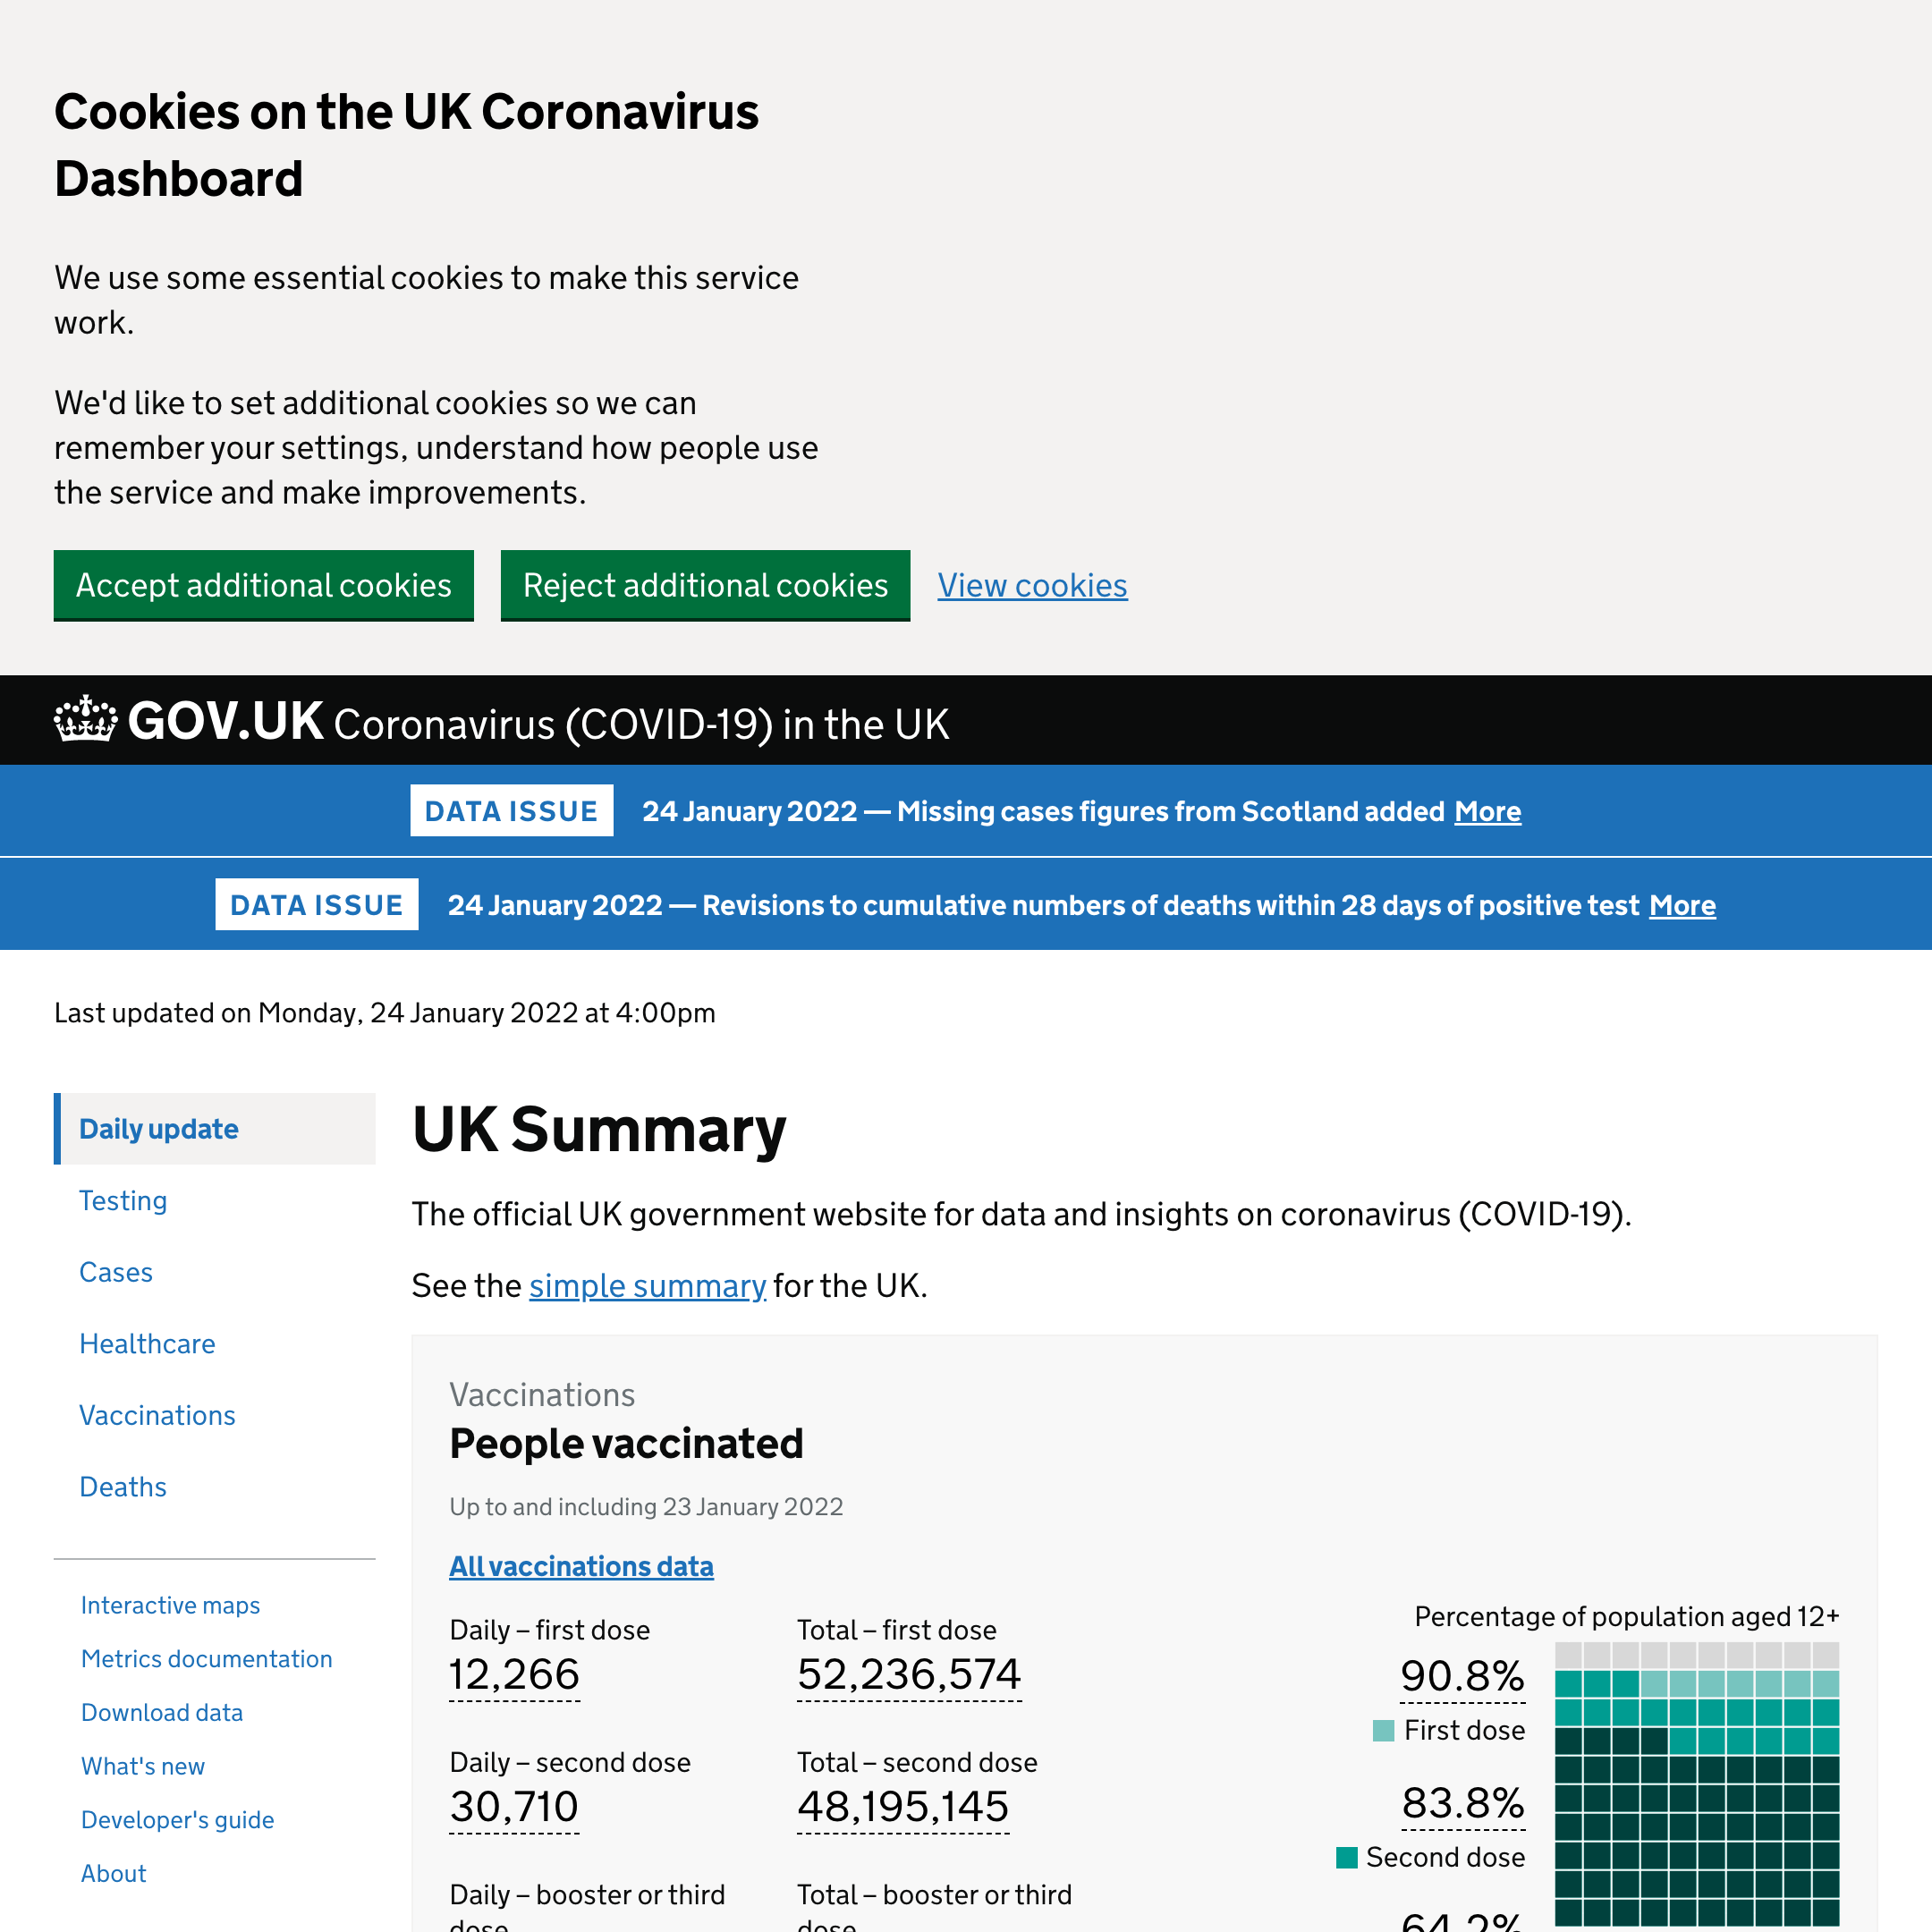 Cookies on the UK Coronavirus
Dashboard
We use some essential cookies to make this service
work.
We'd like to set additional cookies so we can
remember your settings, understand how people use
the service and make improvements.
Accept additional cookies
Reject additional cookies
View cookies
GOV.UK Coronavirus (COVID-19) in the UK
DATA ISSUE 24 January 2022 — Missing cases figures from Scotland added More
DATA ISSUE 24 January 2022 — Revisions to cumulative numbers of deaths within 28 days of positive test More
Last updated on Monday, 24 January 2022 at 4:00pm
Daily update
Testing
Cases
Healthcare
Vaccinations
Deaths
Interactive maps
Metrics documentation
Download data
What's new
Developer's guide
About
UK Summary
The official UK government website for data and insights on coronavirus (COVID-19).
See the simple summary for the UK.
Vaccinations
People vaccinated
Up to and including 23 January 2022
All vaccinations data
Daily – first dose
12,266
Total – first dose
52,236,574
Daily – second dose
30,710
Total – second dose
48,195,145
Daily – booster or third
dose
Total – booster or third
dose
Percentage of population aged 12+
90.8%
First dose
83.8%
Second dose
64.2%